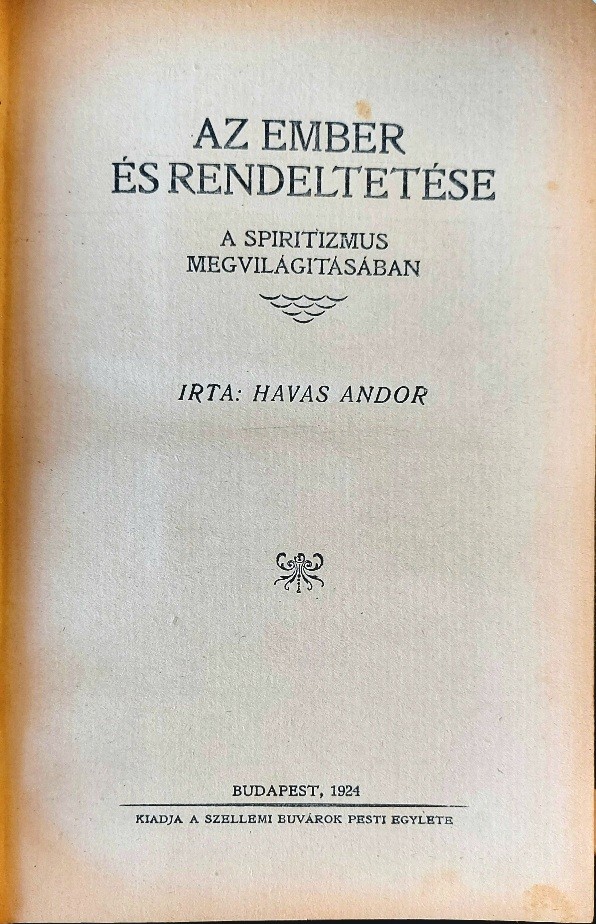 AZ EMBER
ÉS RENDELTETÉSE
A SPIRITIZMUS
MEGVILÁGITÁSÁBAN
IRTA: HAVAS ANDOR
BUDAPEST, 1924
KIADJA A SZELLEMI BUVÁROK PESTI EGYLETE